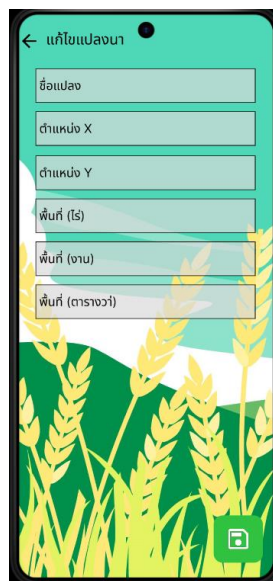 แก้ไขแปลงนา
ชื่อแปลง
ตำแหน่ง X
ตำแหน่ง Y
พื้นที่ (ไร่)
พื้นที่ (งาน)
พื้นที่ (ตารางวา)